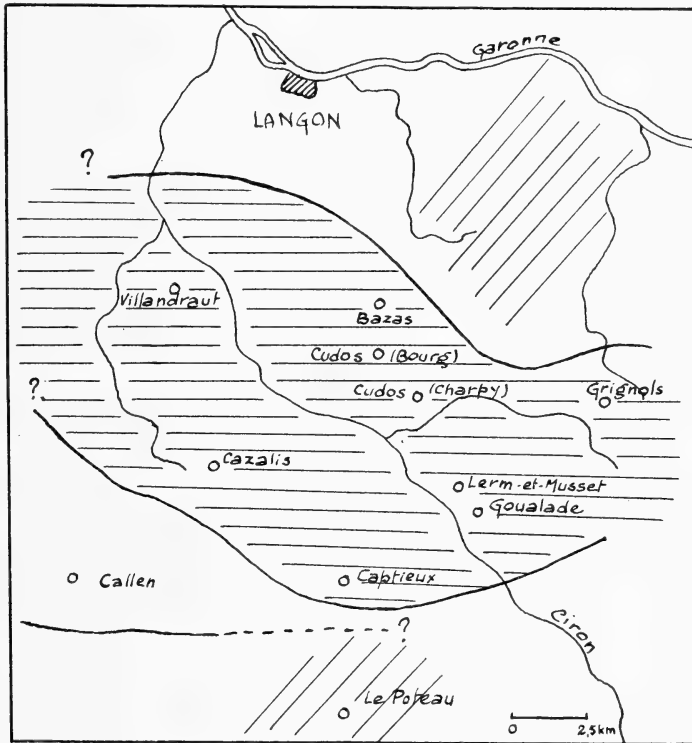 Garonne
LANGON
?
Villandraut
Bazas
Cudos (Bourg)
?
Cudos (Charpy)
Grignols
Cazalis
Lerm-et-Musset
Goualade
Callen
Captieux
?
Ciron
Le Poteau
0 2,5km